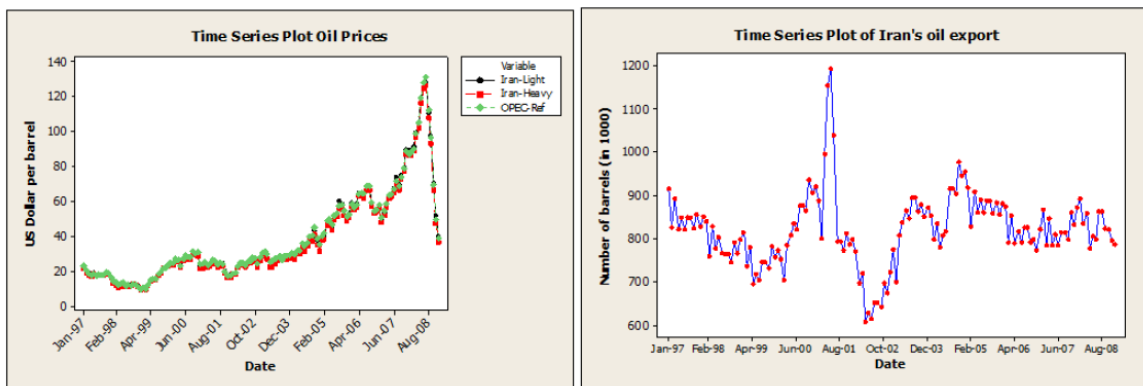 Time Series Plot Oil Prices
140
120
100
80
60
40
20
0
US Dollar per barrel
Jan-97
Feb-98
Apr-99
Jun-00
Aug-01
Oct-02
Dec-03
Feb-05
Apr-06
Jun-07
Aug-08
Date
Variable
Iran-Light
Iran-Heavy
OPEC-Ref
Time Series Plot of Iran's oil export
1200
1100
1000
900
800
700
600
Number of barrels (in 1000)
Jan-97 Feb-98 Apr-99 Jun-00 Aug-01 Oct-02 Dec-03 Feb-05 Apr-06 Jun-07 Aug-08
Date